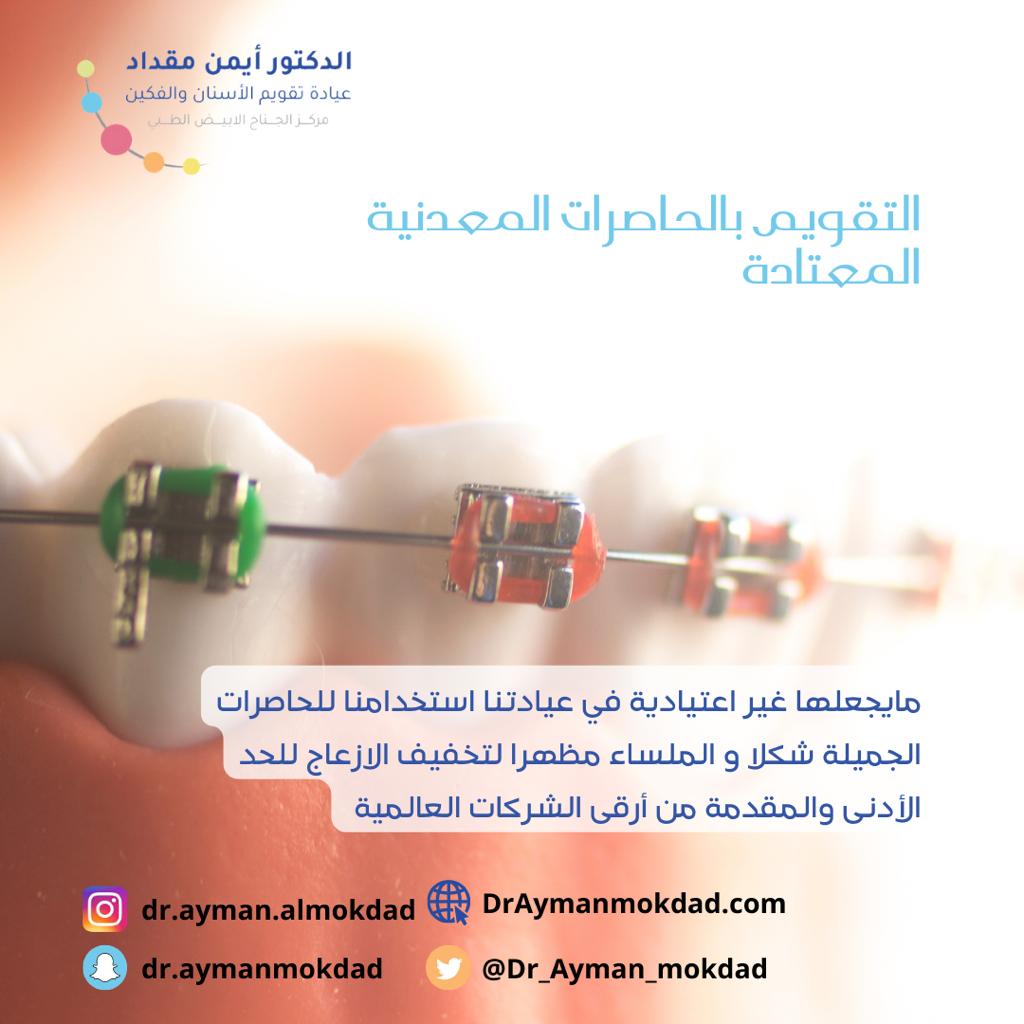 الدكتور أيمن مقداد
عيادة تقويم الأسنان والفكين
مركز الجناح الابيض الطبي
التقويم بالحاصرات المعدنية
المعتادة
مايجعلها غير اعتيادية في عيادتنا استخدامنا للحاصرات
الجميلة شكلا و الملساء مظهرا لتخفيف الازعاج للحد
الأدنى والمقدمة من أرقى الشركات العالمية
dr.ayman.almokdad
DrAymanmokdad.com
dr.aymanmokdad
@Dr_Ayman_mokdad